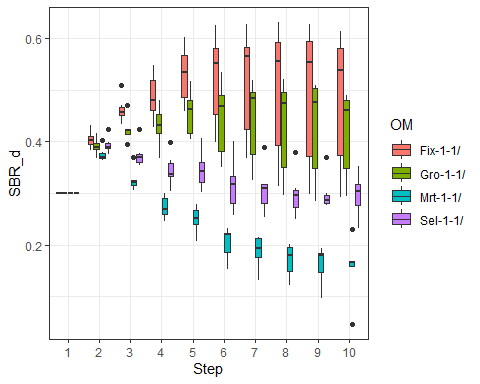 0.6
0.4
0.2
SBR_d
1 2 3 4 5 6 7 8 9 10
Step
OM
Fix-1-1/
Gro-1-1/
Mrt-1-1/
Sel-1-1/